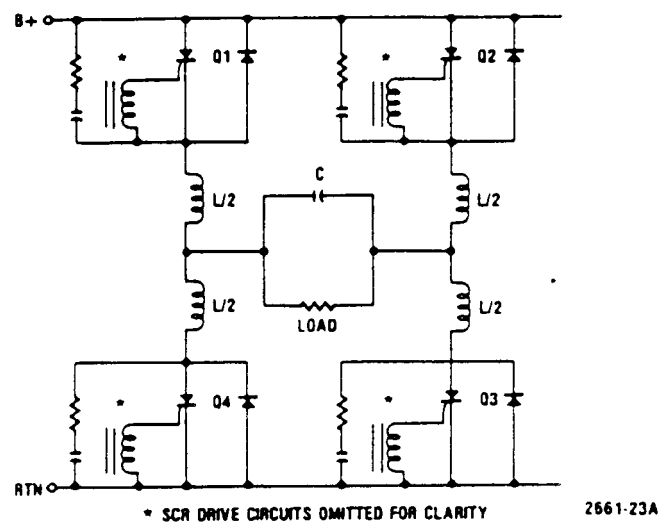 B+
* Q1 * Q2
C
L/2 L/2
L/2 L/2
LOAD
* Q4 * Q3
RTN
* SCR DRIVE CIRCUITS OMITTED FOR CLARITY
2661-23A